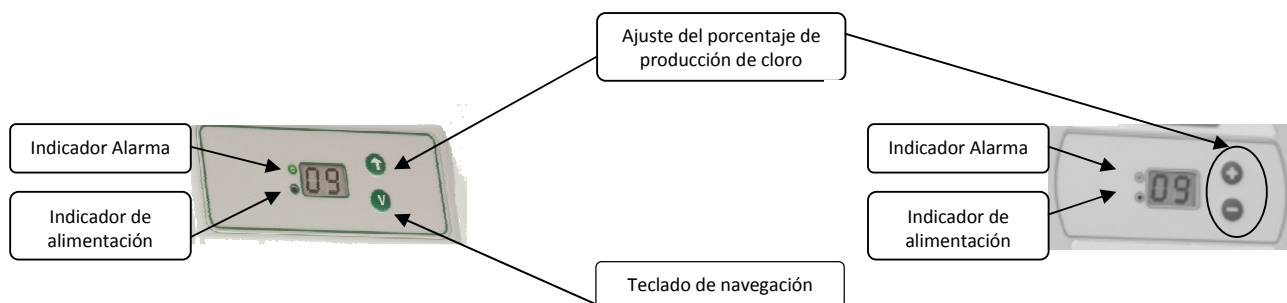 Ajuste del porcentaje de
producción de cloro
Indicador Alarma
Indicador de
alimentación
09
V
Teclado de navegación
Indicador Alarma
Indicador de
alimentación
09